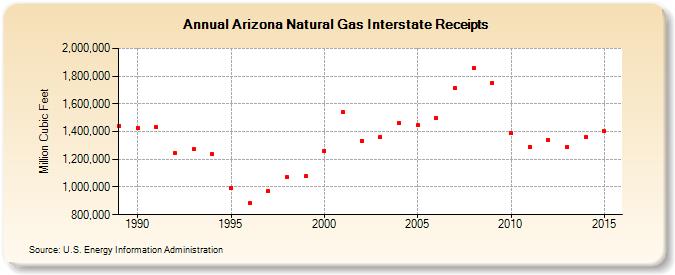 Annual Arizona Natural Gas Interstate Receipts
Million Cubic Feet
2,000,000
1,800,000
1,600,000
1,400,000
1,200,000
1,000,000
800,000
1990 1995 2000 2005 2010 2015
Source: U.S. Energy Information Administration